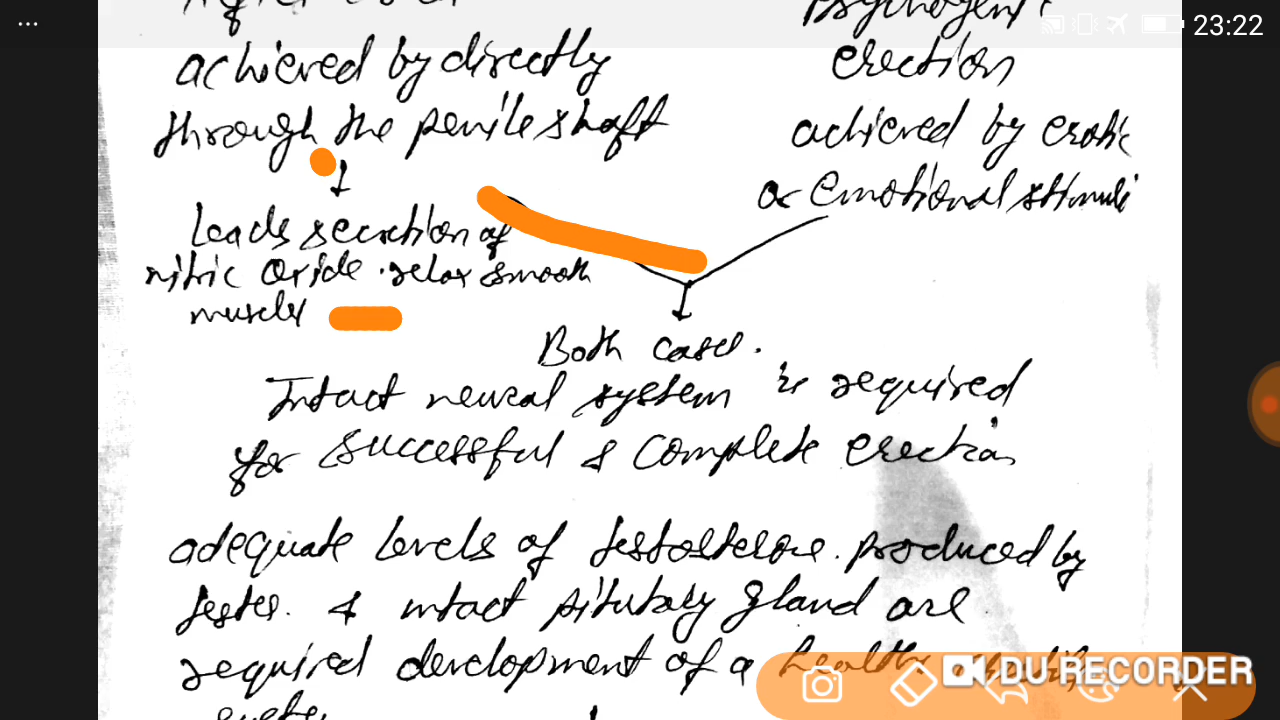 23:22
Psychogenic
achieved by directly
erection
through the penile shaft
achieved by erotic
or emotional stimuli
Leads secretion of
nitric oxide . relax smooth
muscles
Both cases.
Intact neural system is required
for successful & complete erection
adequate levels of testosterone. produced by
testes. & intact pitutary gland are
required development of a healthy
DU RECORDER